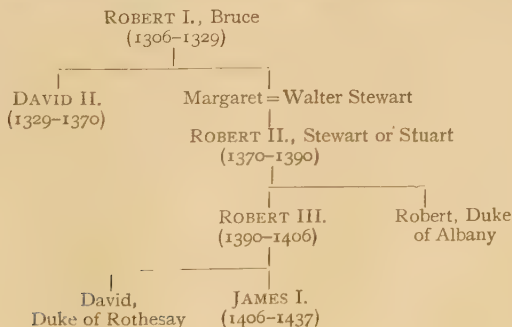 ROBERT I., Bruce
(1306–1329)
DAVID II.
(1329–1370)
Margaret = Walter Stewart
ROBERT II., Stewart or Stuart
(1370–1390)
ROBERT III.
(1390–1406)
Robert, Duke
of Albany
David,
Duke of Rothesay
JAMES I.
(1406–1437)